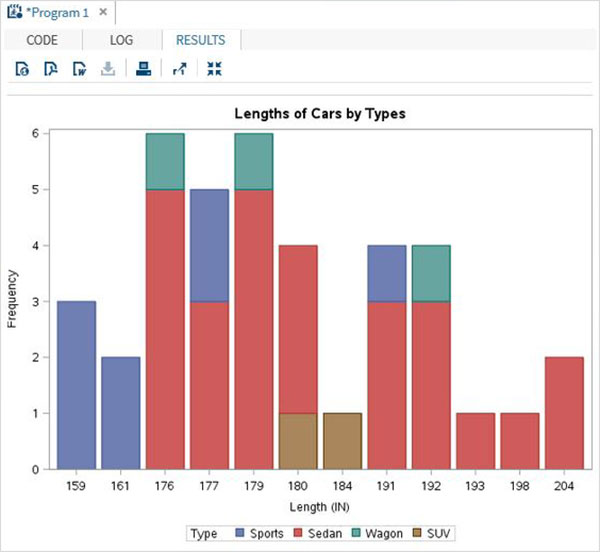 *Program 1 ×
CODE LOG RESULTS
Lengths of Cars by Types
6
5
4
3
2
1
0
Frequency
159 161 176 177 179 180 184 191 192 193 198 204
Length (IN)
Type Sports Sedan Wagon SUV